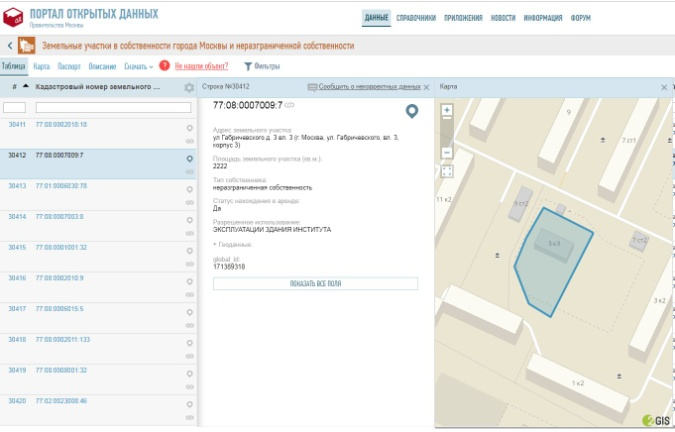 ПОРТАЛ ОТКРЫТЫХ ДАННЫХ
Правительства Москвы
ДАННЫЕ СПРАВОЧНИКИ ПРИЛОЖЕНИЯ НОВОСТИ ИНФОРМАЦИЯ ФОРУМ
Земельные участки в собственности города Москвы и неразграниченной собственности
Таблица Карта Паспорт Описание Скачать Не нашли объект? Фильтры
# Кадастровый номер земельного ...
Строка №30412 Сообщить о некорректных данных
Карта
30411 77:08:0002018:18
30412 77:08:0007009:7
30413 77:01:0006030:78
30414 77:08:0007003:8
30415 77:08:0001001:32
30416 77:08:0002010:9
30417 77:08:0006015:5
30418 77:08:0002011:133
30419 77:08:0008001:32
30420 77:02:0023008:46
77:08:0007009:7
Адрес земельного участка:
ул Габричевского д. 3 вл. 3 (г. Москва, ул. Габричевского, вл. 3,
корпус 3)
Площадь земельного участка (кв.м.):
2222
Тип собственника:
неразграниченная собственность
Статус нахождения в аренде:
Да
Разрешенное использование:
ЭКСПЛУАТАЦИИ ЗДАНИЯ ИНСТИТУТА
Геоданные:
global_id:
171389318
ПОКАЗАТЬ ВСЕ ПОЛЯ
7
7 ст1
9 ст2
3 к3
7 ст2
3 к2
1 к2
2GIS